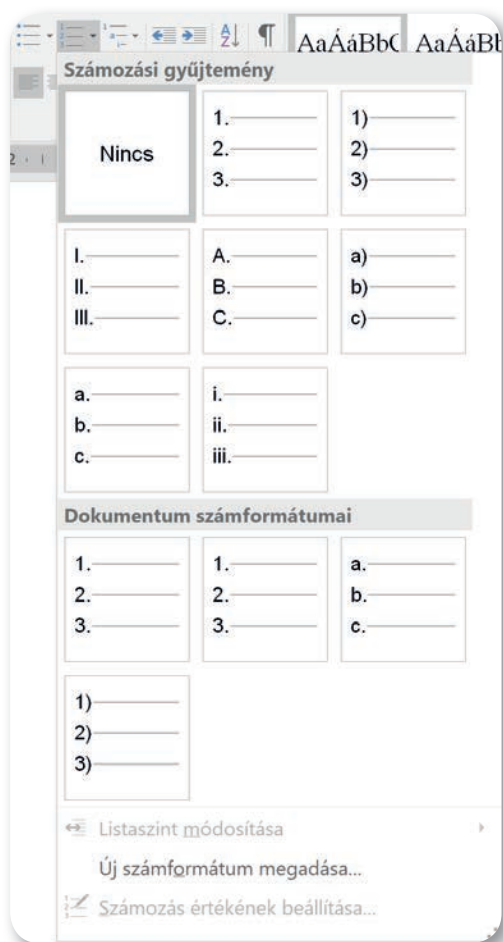 AaÁáBbC AaÁáBb
2 · ı
Számozási gyűjtemény
Nincs
1.
2.
3.
1)
2)
3)
I.
II.
III.
A.
B.
C.
a)
b)
c)
a.
b.
c.
i.
ii.
iii.
Dokumentum számformátumai
1.
2.
3.
1.
2.
3.
a.
b.
c.
1)
2)
3)
Listaszint módosítása
Új számformátum megadása...
Számozás értékének beállítása...